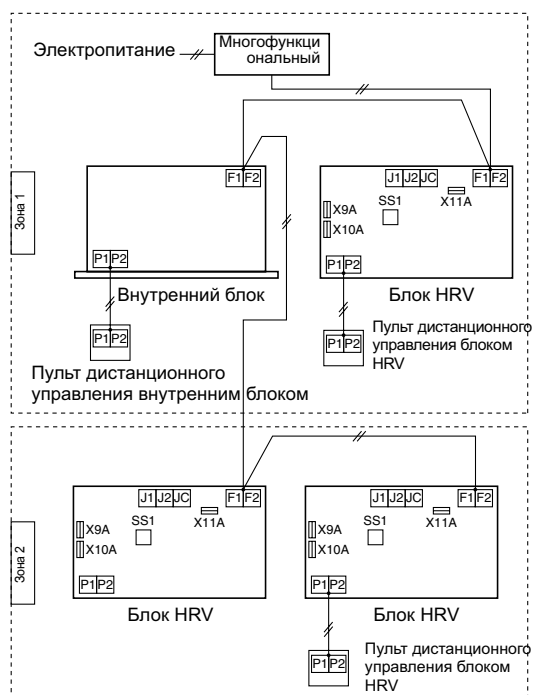 Электропитание
Многофункци
ональный
F1 F2
J1 J2 JC
F1 F2
SS1
X11A
X9A
X10A
Зона 1
P1 P2
P1 P2
Внутренний блок
Блок HRV
P1 P2
Пульт дистанционного
управления внутренним блоком
P1 P2
Пульт дистанционного
управления блоком
HRV
J1 J2 JC
F1 F2
J1 J2 JC
F1 F2
SS1
X11A
SS1
X11A
X9A
X10A
X9A
X10A
Зона 2
P1 P2
P1 P2
Блок HRV
Блок HRV
P1 P2
Пульт дистанционного
управления блоком
HRV